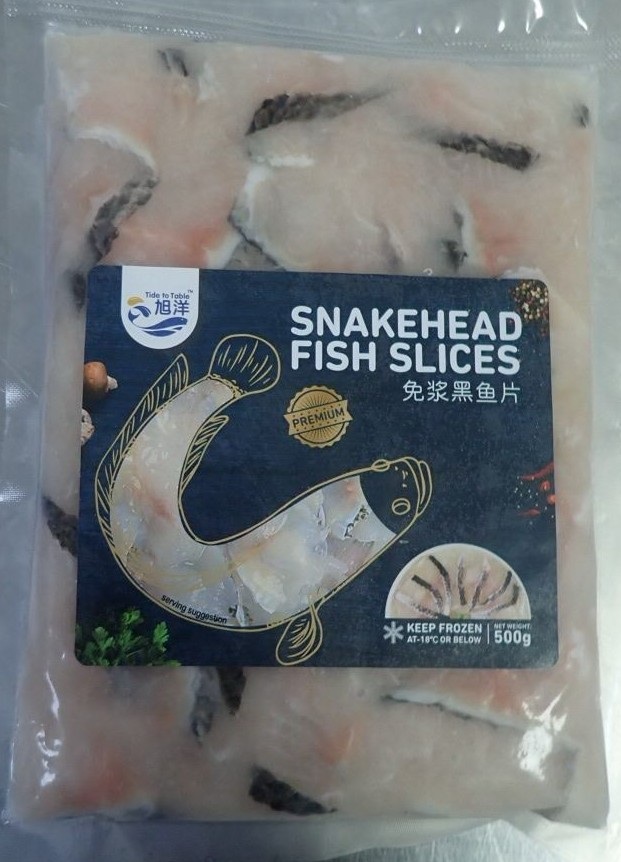 Tide to Table™
旭洋
SNAKEHEAD
FISH SLICES
免浆黑鱼片
PREMIUM
serving suggestion
KEEP FROZEN
AT-18°C OR BELOW
NET WEIGHT:
500g